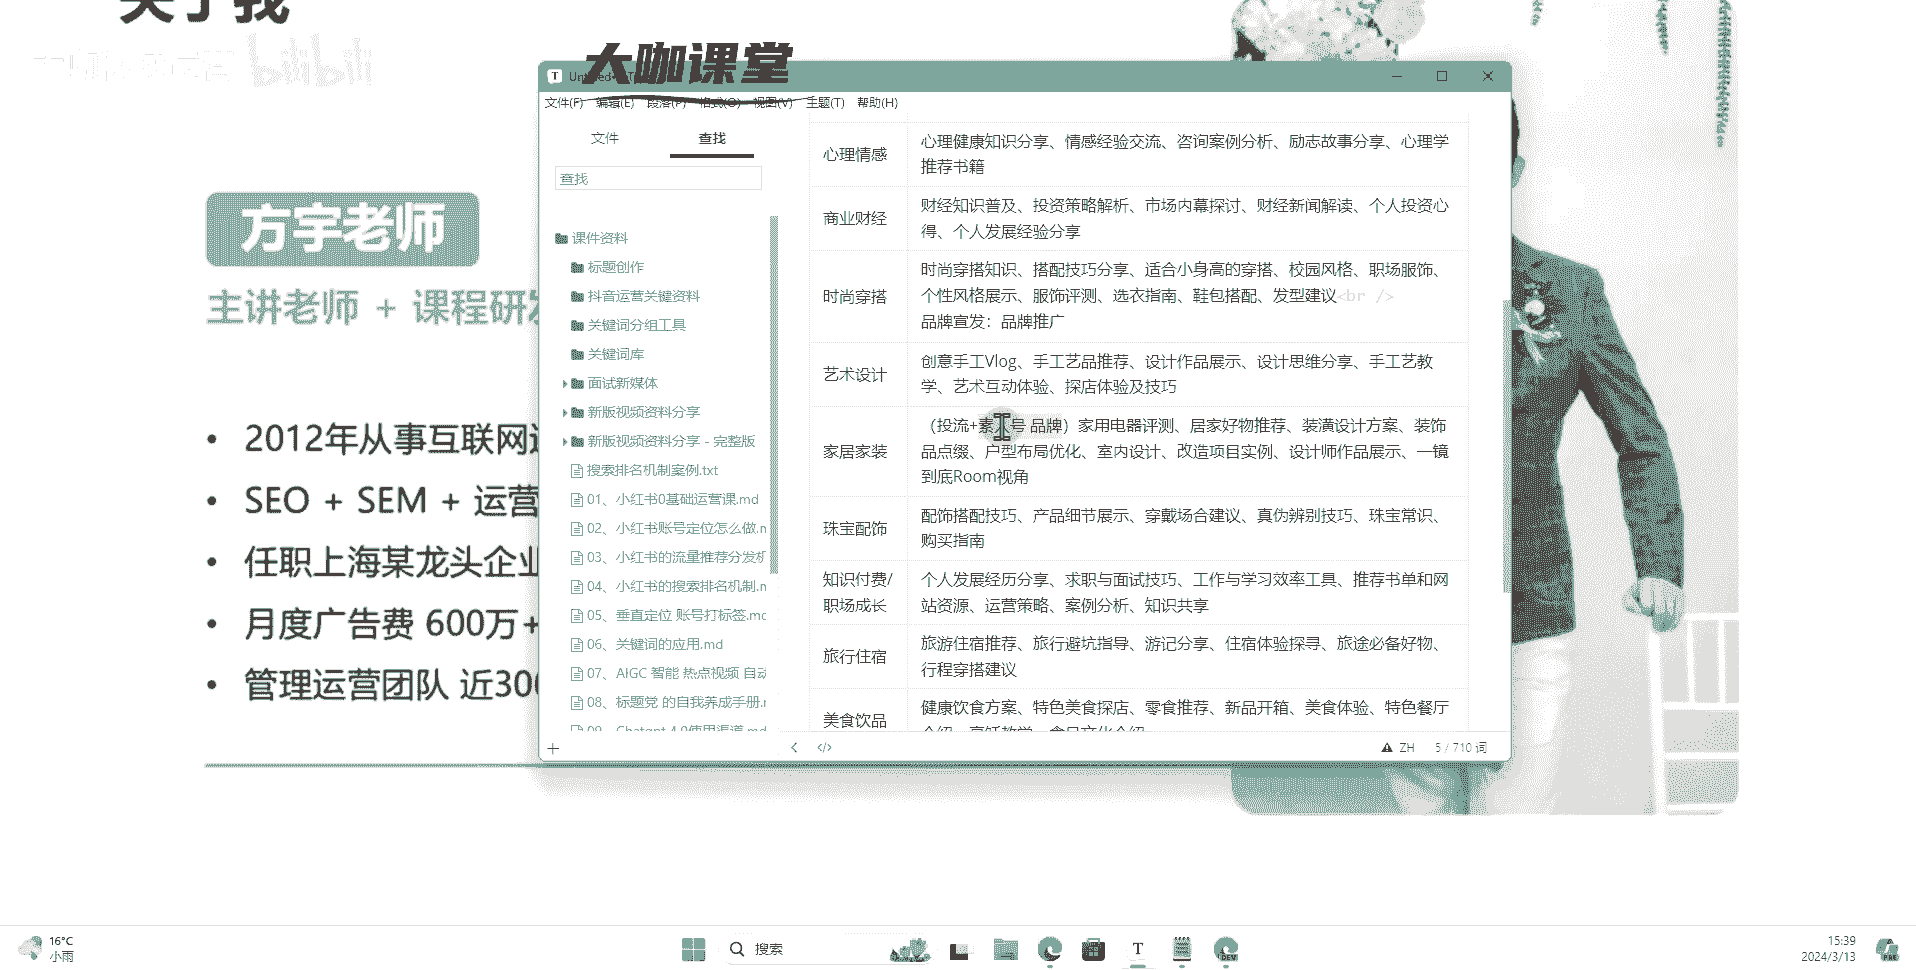 关于我
bilibili
大咖课堂
方宇老师
主讲老师 + 课程研发
• 2012年从事互联网
• SEO + SEM + 运营
• 任职上海某龙头企业
• 月度广告费 600万+
• 管理运营团队 近300
文件(F) 编辑(E) 段落(P) 格式(O) 视图(V) 主题(T) 帮助(H)
文件 查找
查找
课件资料
标题创作
抖音运营关键资料
关键词分组工具
关键词库
面试新媒体
新版视频资料分享
新版视频资料分享 - 完整版
搜索排名机制案例.txt
01、小红书0基础运营课.md
02、小红书账号定位怎么做.m
03、小红书的流量推荐分发机
04、小红书的搜索排名机制.m
05、垂直定位 账号打标签.md
06、关键词的应用.md
07、AIGC 智能 热点视频 自动
08、标题党 的自我养成手册.m
09、Chatgpt 4.0使用渠道.md
心理情感
心理健康知识分享、情感经验交流、咨询案例分析、励志故事分享、心理学
推荐书籍
商业财经
财经知识普及、投资策略解析、市场内幕探讨、财经新闻解读、个人投资心
得、个人发展经验分享
时尚穿搭
时尚穿搭知识、搭配技巧分享、适合小身高的穿搭、校园风格、职场服饰、
个性风格展示、服饰评测、选衣指南、鞋包搭配、发型建议<br />
品牌宣发：品牌推广
艺术设计
创意手工Vlog、手工艺品推荐、设计作品展示、设计思维分享、手工艺教
学、艺术互动体验、探店体验及技巧
家居家装
（投流+素 号 品牌）家用电器评测、居家好物推荐、装潢设计方案、装饰
品点缀、户型布局优化、室内设计、改造项目实例、设计师作品展示、一镜
到底Room视角
珠宝配饰
配饰搭配技巧、产品细节展示、穿戴场合建议、真伪辨别技巧、珠宝常识、
购买指南
知识付费/
职场成长
个人发展经历分享、求职与面试技巧、工作与学习效率工具、推荐书单和网
站资源、运营策略、案例分析、知识共享
旅行住宿
旅游住宿推荐、旅行避坑指导、游记分享、住宿体验探寻、旅途必备好物、
行程穿搭建议
美食饮品
健康饮食方案、特色美食探店、零食推荐、新品开箱、美食体验、特色餐厅
</> ZH 5 / 710 词
16°C
小雨
搜索
DEV
15:39
2024/3/13
PRE